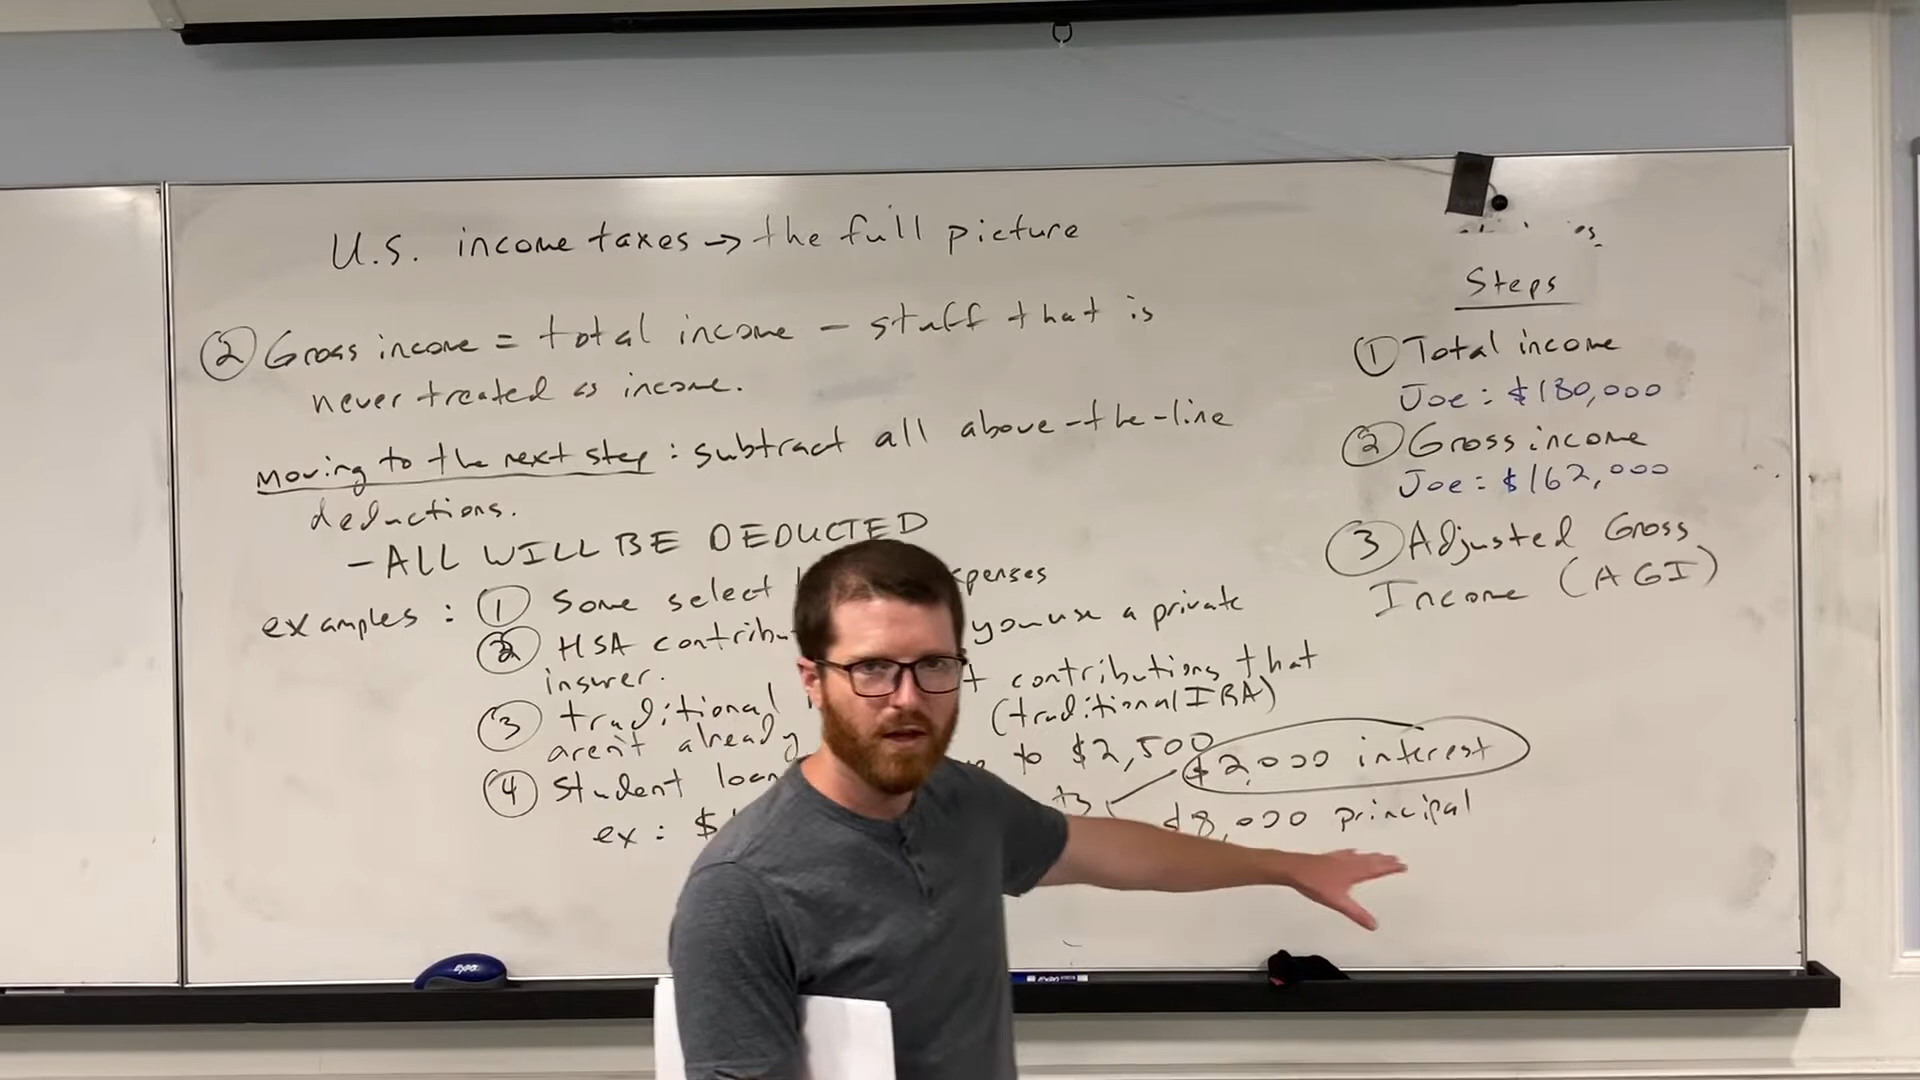 U.S. income taxes → the full picture
② Gross income = total income - stuff that is
never treated as income.
Moving to the next step : subtract all above-the-line
deductions.
- ALL WILL BE DEDUCTED
examples : ① Some select
② HSA you use a private
insurer.
③ traditional contributions that
aren't already (traditional IRA)
④ Student loan to $2,500
ex : $ $2,000 interest
$8,000 principal
Steps
① Total income
Joe : $180,000
② Gross income
Joe : $162,000
③ Adjusted Gross
Income (AGI)
EXPO